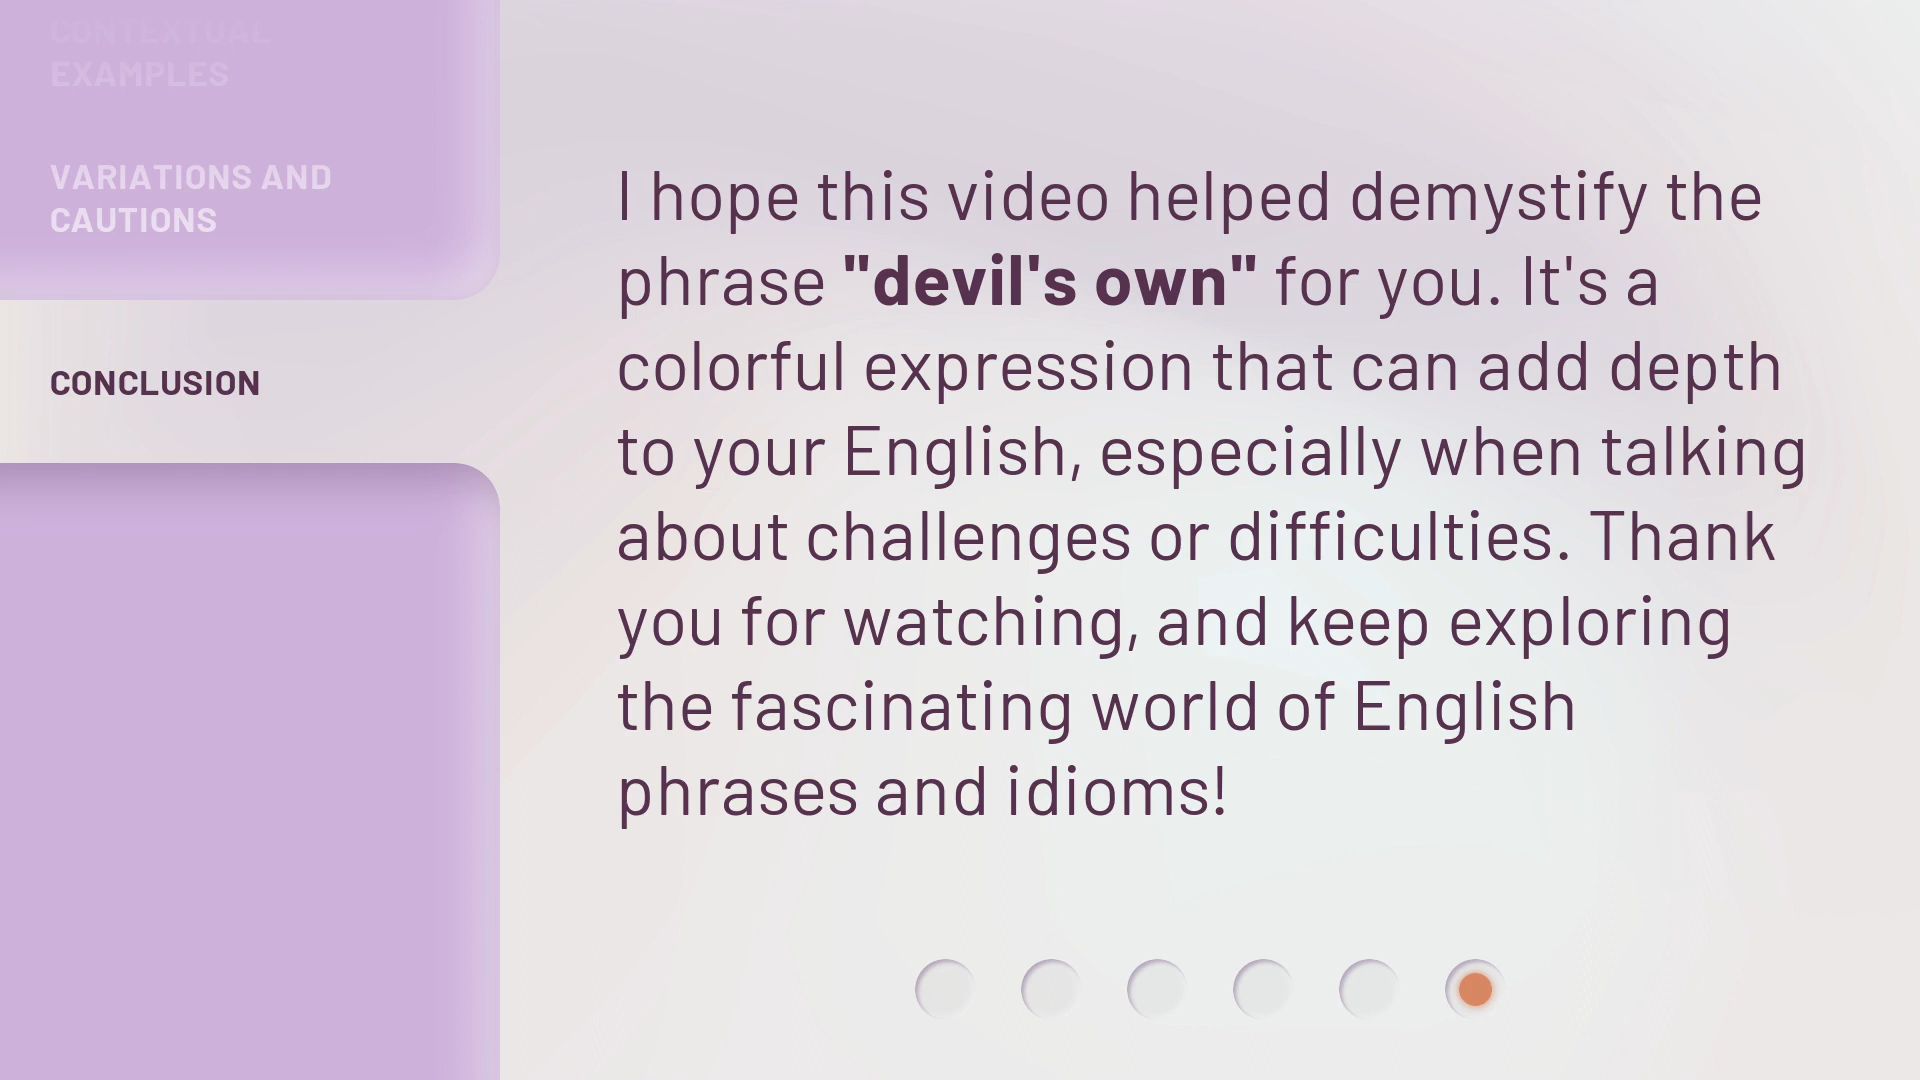 CONTEXTUAL
EXAMPLES
VARIATIONS AND
CAUTIONS
CONCLUSION
I hope this video helped demystify the
phrase "devil's own" for you. It's a
colorful expression that can add depth
to your English, especially when talking
about challenges or difficulties. Thank
you for watching, and keep exploring
the fascinating world of English
phrases and idioms!